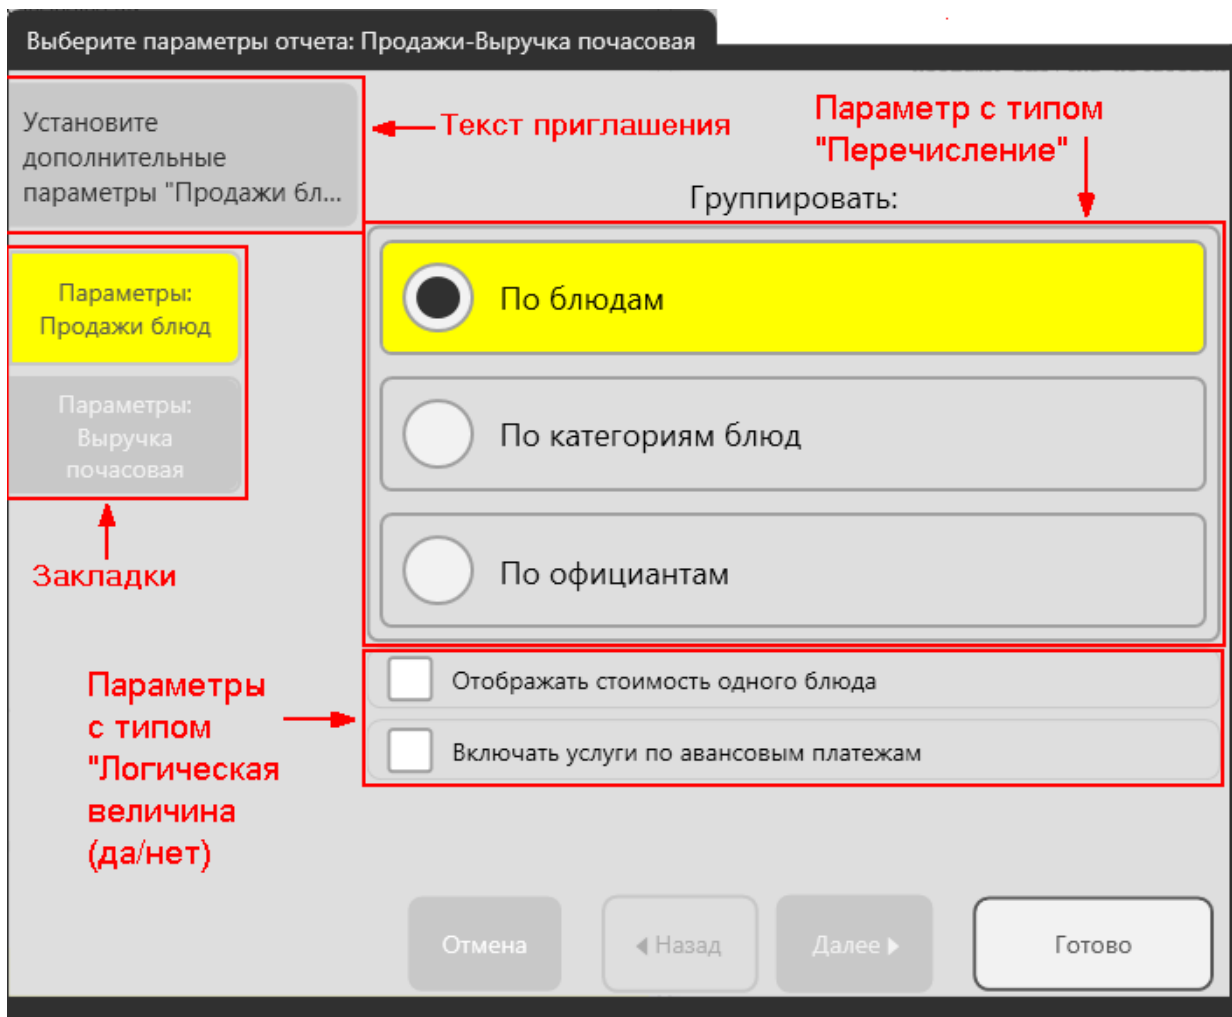 Выберите параметры отчета: Продажи-Выручка почасовая
Установите
дополнительные
параметры "Продажи бл...
Текст приглашения
Параметр с типом
"Перечисление"
Группировать:
По блюдам
По категориям блюд
По официантам
Параметры:
Продажи блюд
Параметры:
Выручка
почасовая
Закладки
Параметры
с типом
"Логическая
величина
(да/нет)
Отображать стоимость одного блюда
Включать услуги по авансовым платежам
Отмена
Назад
Далее
Готово